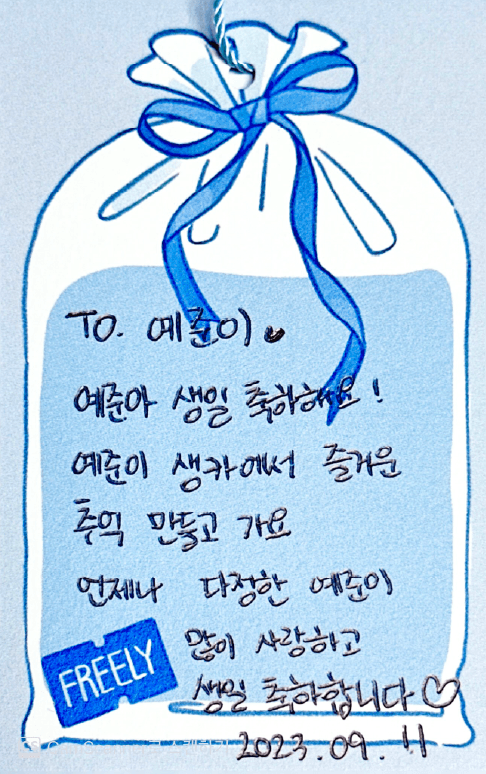 TO. 예준이♥
예준아 생일 축하해요!
예준이 생카에서 즐거운
추억 만들고 가요
언제나 다정한 예준이
많이 사랑하고
생일 축하합니다♡
FREELY
2023.09.11